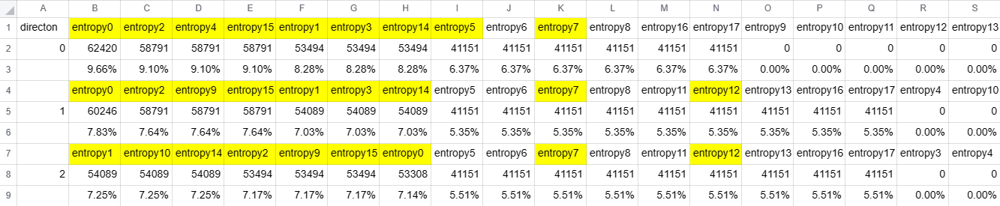 A B C D E F G H I J K L M N O P Q R S
1 directon entropy0 entropy2 entropy4 entropy15 entropy1 entropy3 entropy14 entropy5 entropy6 entropy7 entropy8 entropy16 entropy17 entropy9 entropy10 entropy11 entropy12 entropy13
2 0 62420 58791 58791 58791 53494 53494 53494 41151 41151 41151 41151 41151 41151 0 0 0 0 0
3 9.66% 9.10% 9.10% 9.10% 8.28% 8.28% 8.28% 6.37% 6.37% 6.37% 6.37% 6.37% 6.37% 0.00% 0.00% 0.00% 0.00% 0.00%
4 entropy0 entropy2 entropy9 entropy15 entropy1 entropy3 entropy14 entropy5 entropy6 entropy7 entropy8 entropy11 entropy12 entropy13 entropy16 entropy17 entropy4 entropy10
5 1 60246 58791 58791 58791 54089 54089 54089 41151 41151 41151 41151 41151 41151 41151 41151 41151 0 0
6 7.83% 7.64% 7.64% 7.64% 7.03% 7.03% 7.03% 5.35% 5.35% 5.35% 5.35% 5.35% 5.35% 5.35% 5.35% 5.35% 0.00% 0.00%
7 entropy1 entropy10 entropy14 entropy2 entropy9 entropy15 entropy0 entropy5 entropy6 entropy7 entropy8 entropy11 entropy12 entropy13 entropy16 entropy17 entropy3 entropy4
8 2 54089 54089 54089 53494 53494 53494 53308 41151 41151 41151 41151 41151 41151 41151 41151 41151 0 0
9 7.25% 7.25% 7.25% 7.17% 7.17% 7.17% 7.14% 5.51% 5.51% 5.51% 5.51% 5.51% 5.51% 5.51% 5.51% 5.51% 0.00% 0.00%